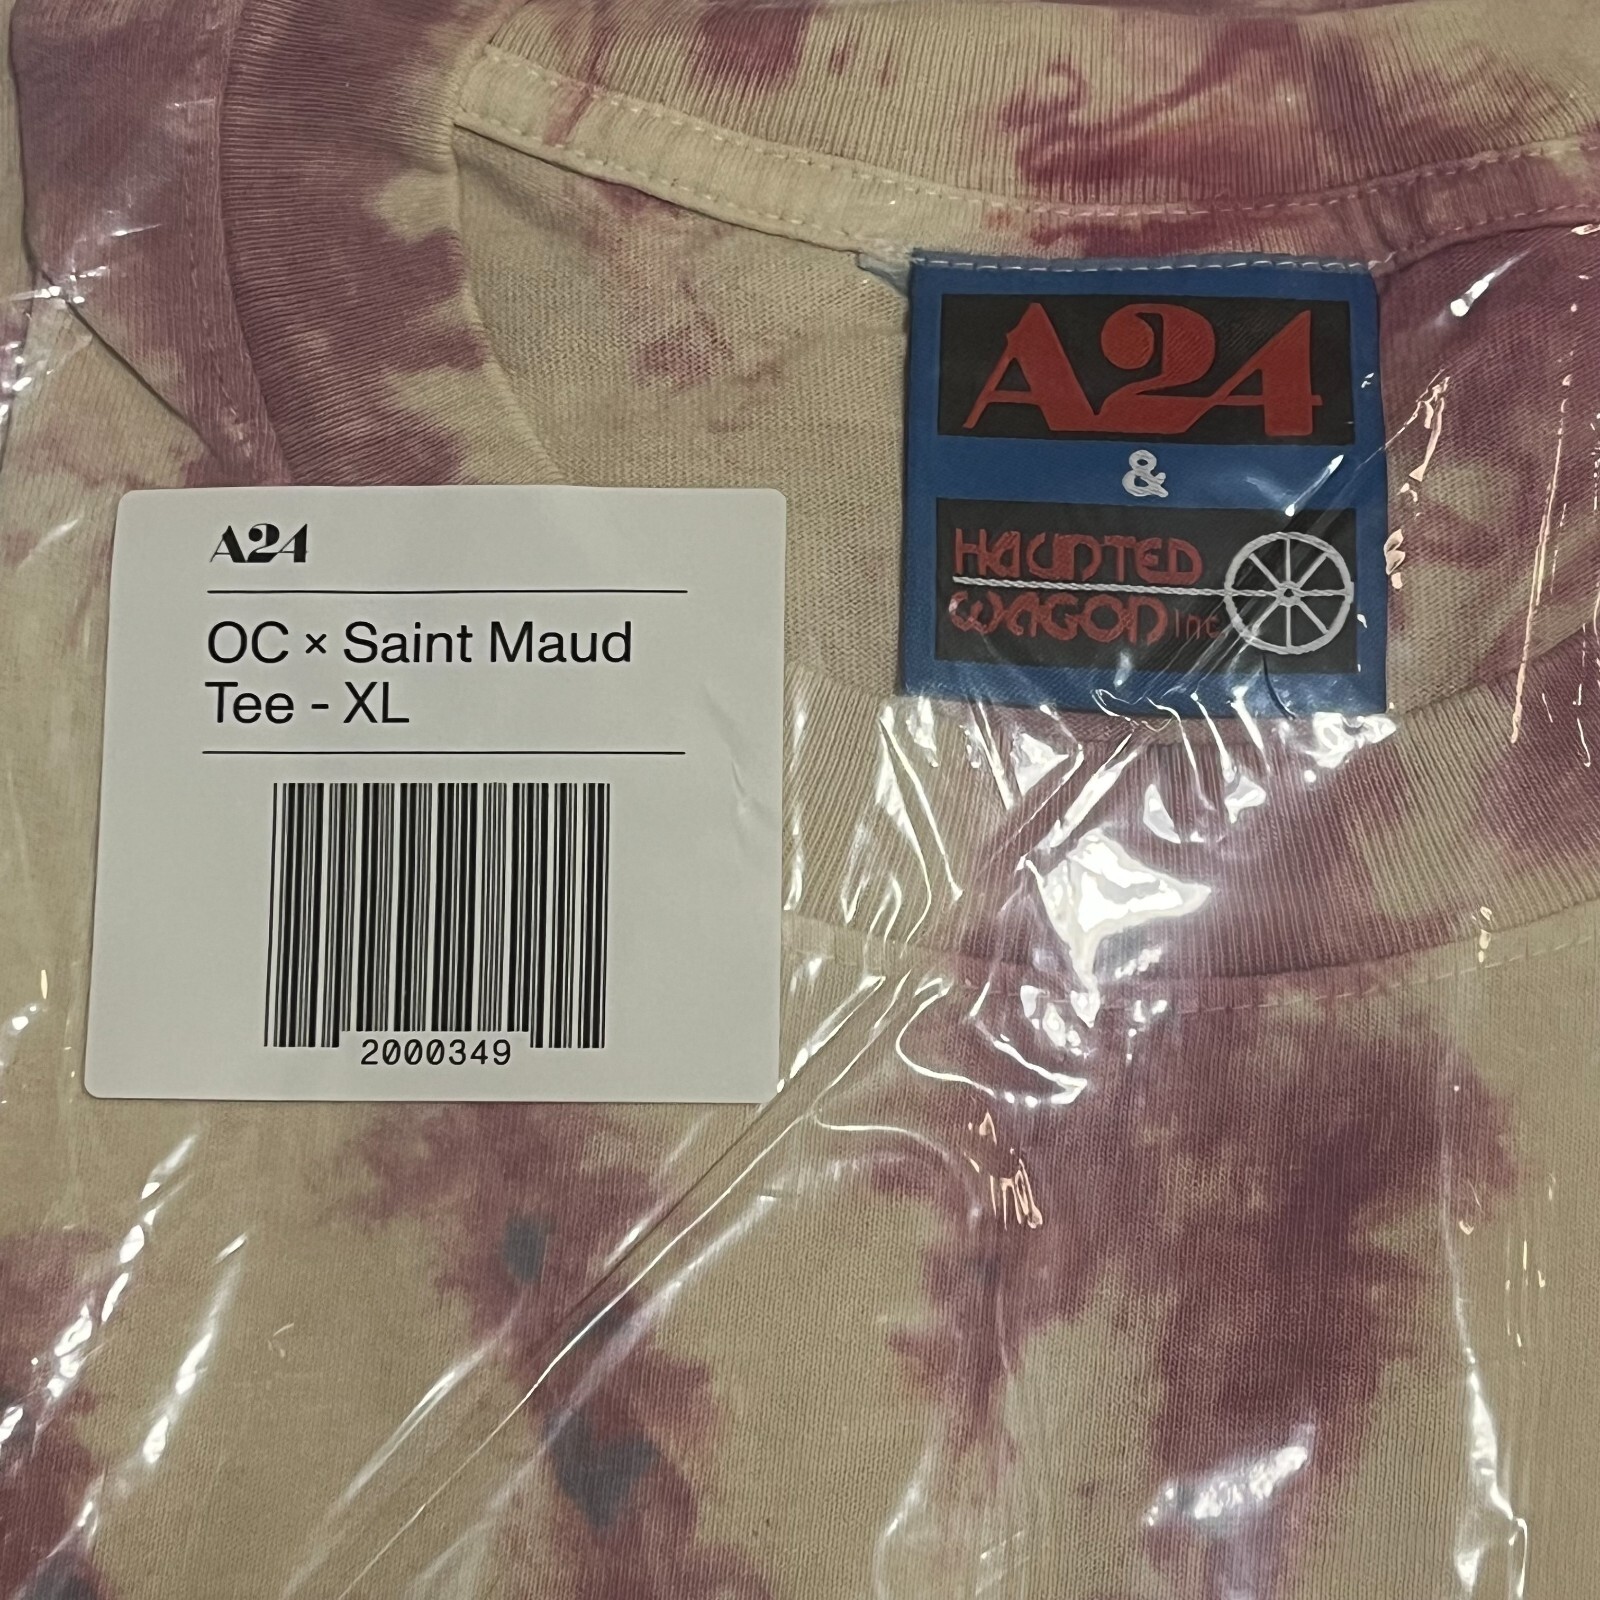 A24
OC × Saint Maud
Tee - XL
2000349
A24
&
HAUNTED
WAGON Inc